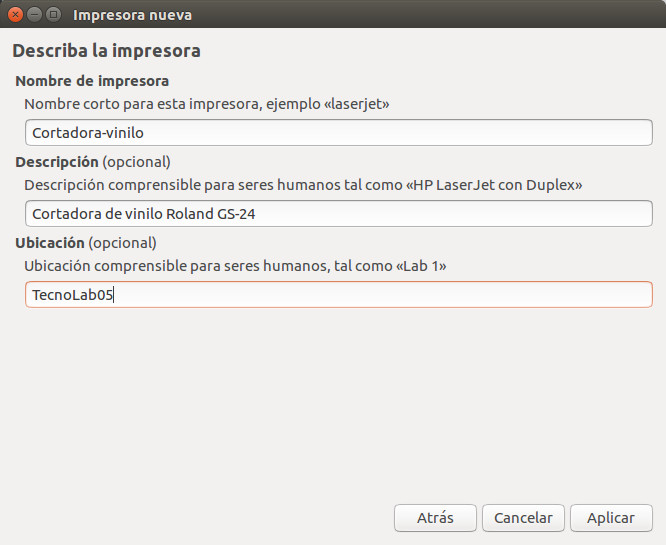 Impresora nueva
Describa la impresora
Nombre de impresora
Nombre corto para esta impresora, ejemplo «laserjet»
Cortadora-vinilo
Descripción (opcional)
Descripción comprensible para seres humanos tal como «HP LaserJet con Duplex»
Cortadora de vinilo Roland GS-24
Ubicación (opcional)
Ubicación comprensible para seres humanos, tal como «Lab 1»
TecnoLab05
Atrás Cancelar Aplicar